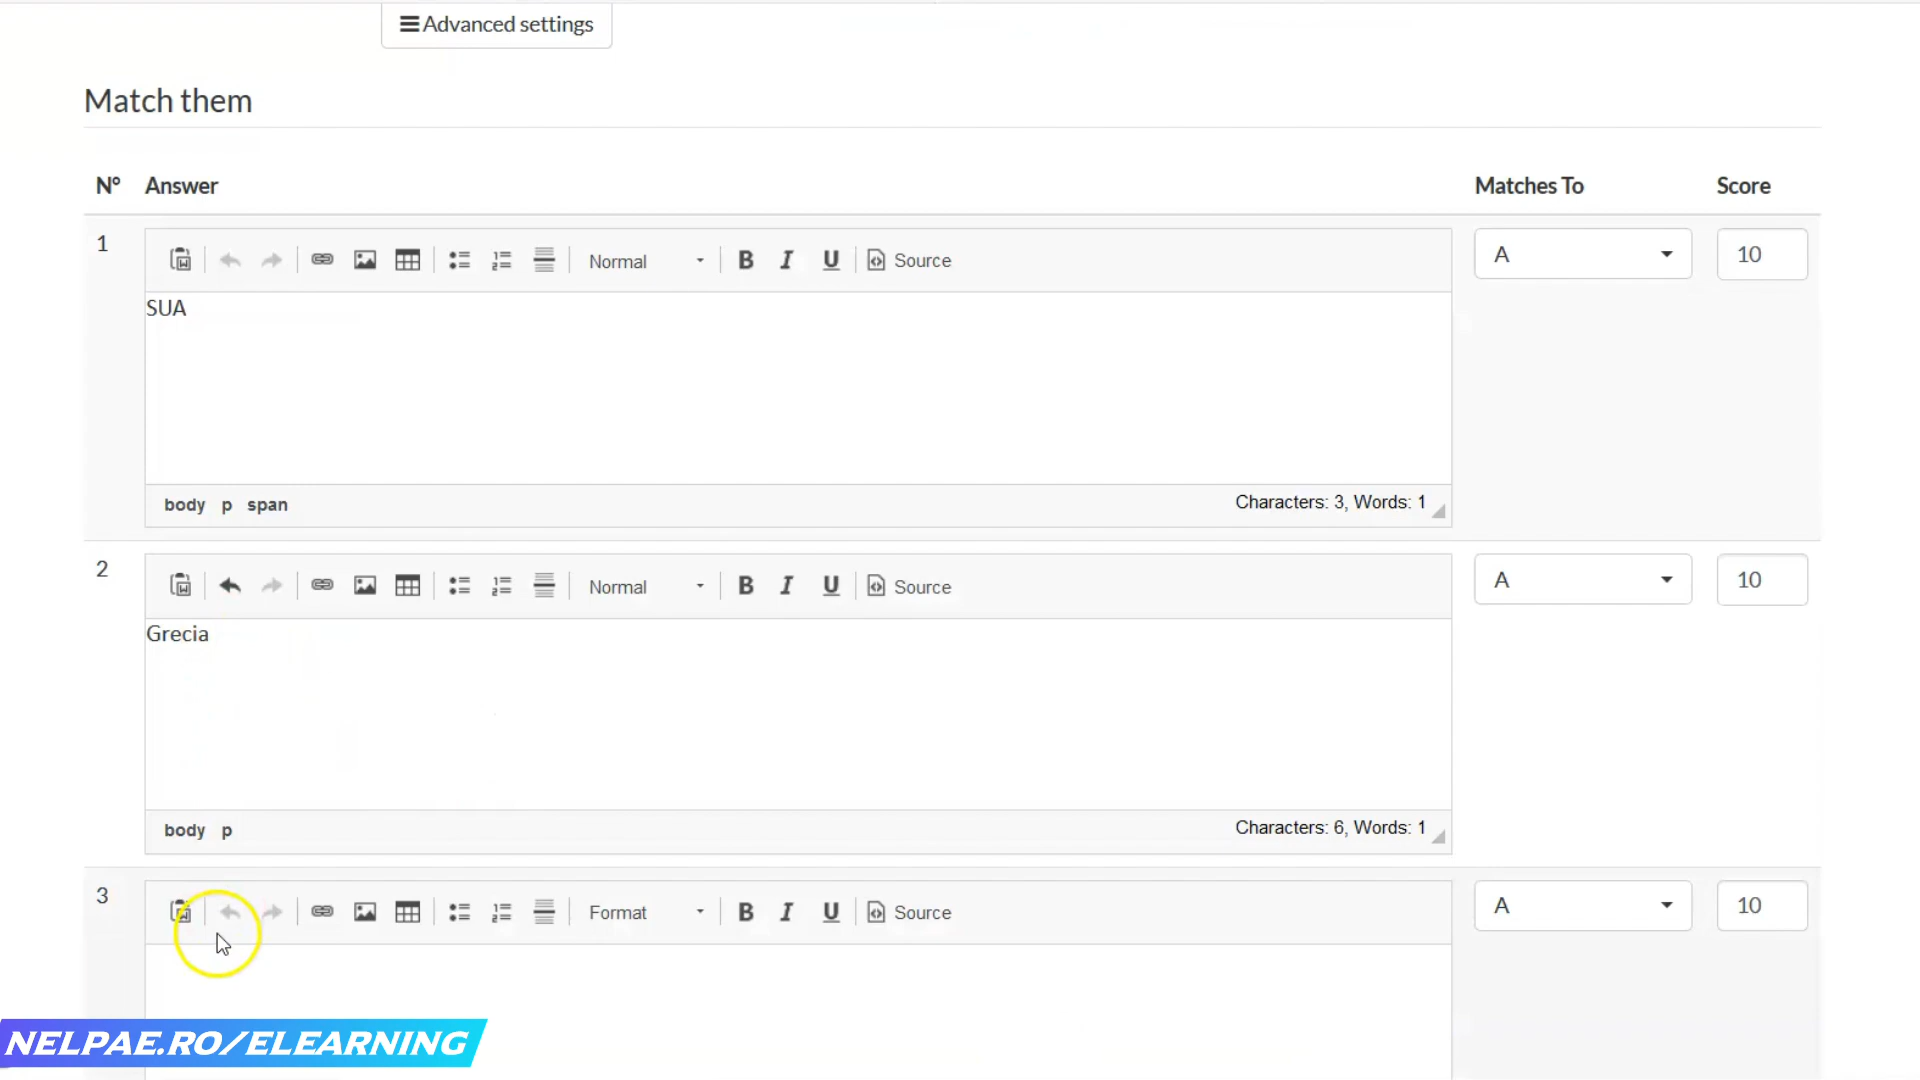 Advanced settings
Match them
N° Answer Matches To Score
1 Normal B I U Source A 10
SUA
body p span Characters: 3, Words: 1
2 Normal B I U Source A 10
Grecia
body p Characters: 6, Words: 1
3 Format B I U Source A 10
NELPAE.RO/ELEARNING